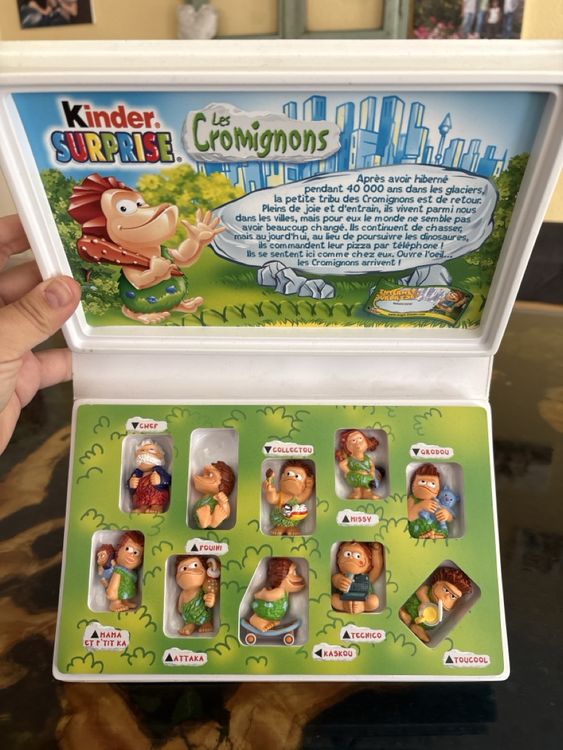 Kinder
SURPRISE
Les
Cromignons
Après avoir hiberné
pendant 40 000 ans dans les glaciers,
la petite tribu des Cromignons est de retour.
Pleins de joie et d'entrain, ils vivent parmi nous
dans les villes, mais pour eux le monde ne semble pas
avoir beaucoup changé. Ils continuent de chasser,
mais aujourd'hui, au lieu de poursuivre les dinosaures,
ils commandent leur pizza par téléphone !
Ils se sentent ici comme chez eux. Ouvre l'oeil...
les Cromignons arrivent !
CHEF
COLLECTOU
GRODOU
MISSY
POUINI
MAMA
ET P'TIT KA
ATTAKA
KASKOU
TECNICO
TOUCOOL